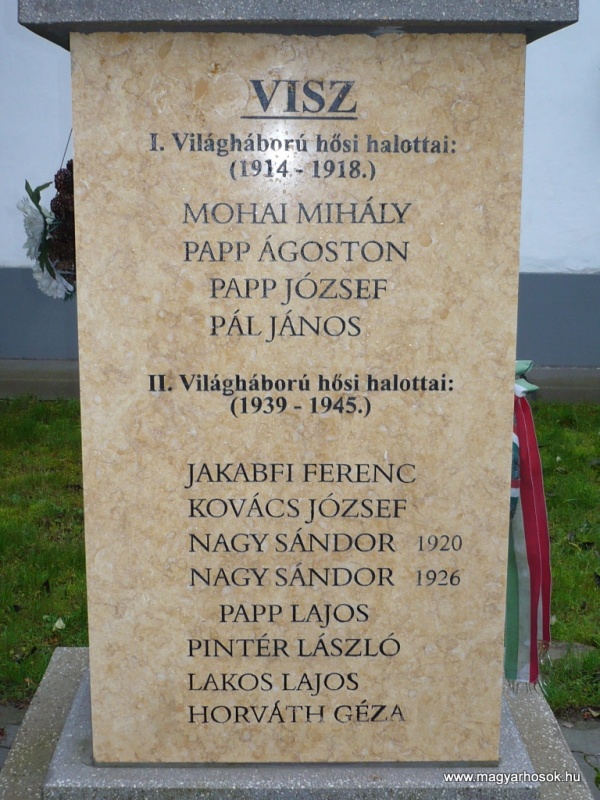 VISZ
I. Világháború hősi halottai:
(1914 - 1918.)
MOHAI MIHÁLY
PAPP ÁGOSTON
PAPP JÓZSEF
PÁL JÁNOS
II. Világháború hősi halottai:
(1939 - 1945.)
JAKABFI FERENC
KOVÁCS JÓZSEF
NAGY SÁNDOR 1920
NAGY SÁNDOR 1926
PAPP LAJOS
PINTÉR LÁSZLÓ
LAKOS LAJOS
HORVÁTH GÉZA
www.magyarhosok.hu